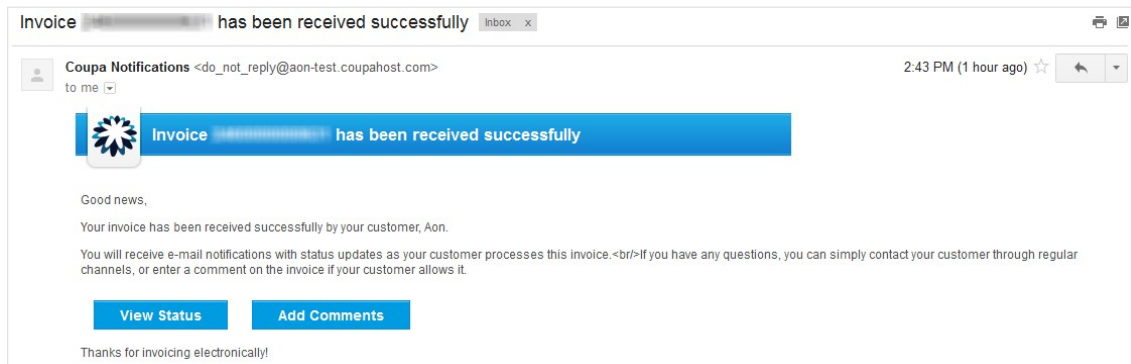 Invoice has been received successfully Inbox x
Coupa Notifications <do_not_reply@aon-test.coupahost.com>
2:43 PM (1 hour ago)
to me
Invoice has been received successfully
Good news,
Your invoice has been received successfully by your customer, Aon.
You will receive e-mail notifications with status updates as your customer processes this invoice.<br/>If you have any questions, you can simply contact your customer through regular
channels, or enter a comment on the invoice if your customer allows it.
View Status
Add Comments
Thanks for invoicing electronically!